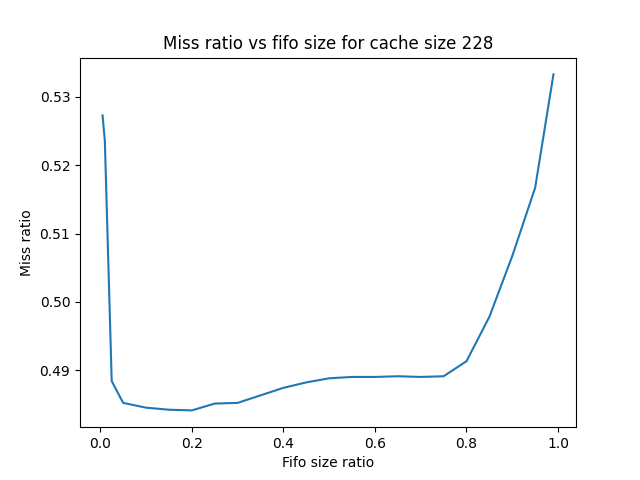 Miss ratio vs fifo size for cache size 228
0.53
0.52
0.51
0.50
0.49
Miss ratio
0.0 0.2 0.4 0.6 0.8 1.0
Fifo size ratio